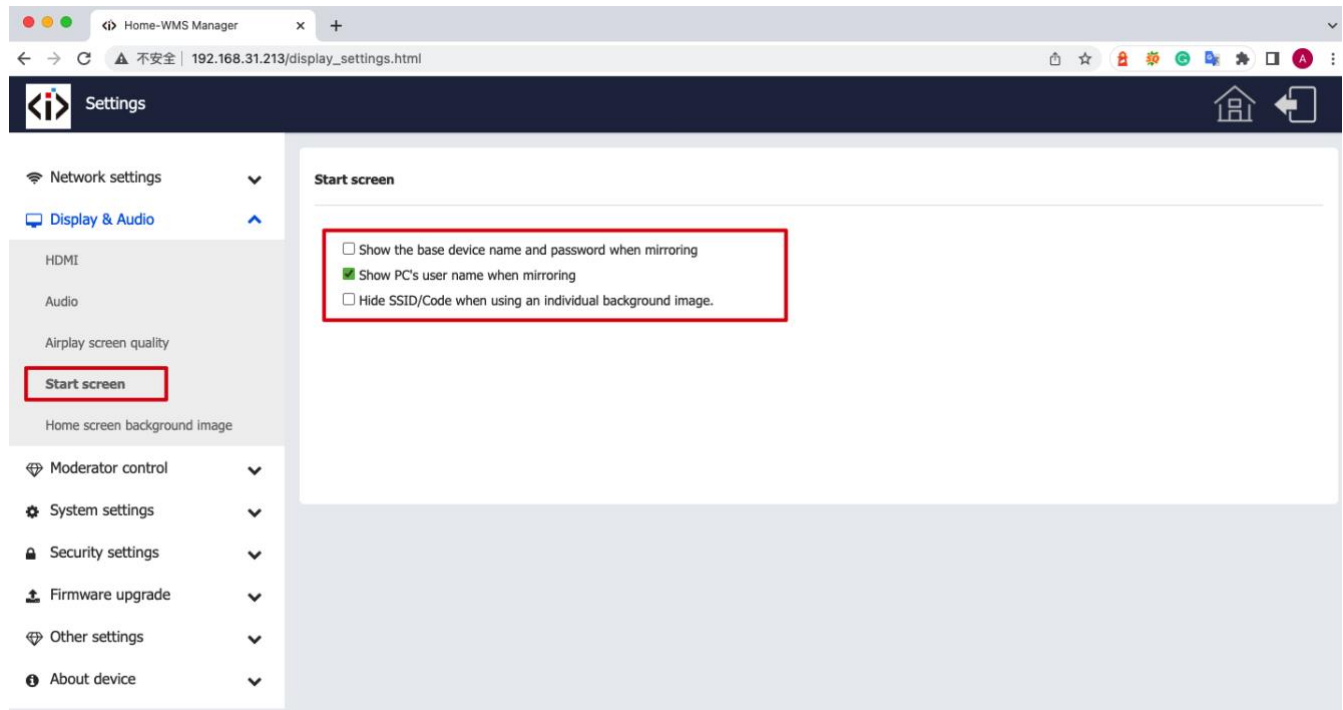 Home-WMS Manager
不安全 192.168.31.213/display_settings.html
A
<i> Settings
Network settings
Display & Audio
HDMI
Audio
Airplay screen quality
Start screen
Home screen background image
Moderator control
System settings
Security settings
Firmware upgrade
Other settings
About device
Start screen
Show the base device name and password when mirroring
Show PC's user name when mirroring
Hide SSID/Code when using an individual background image.